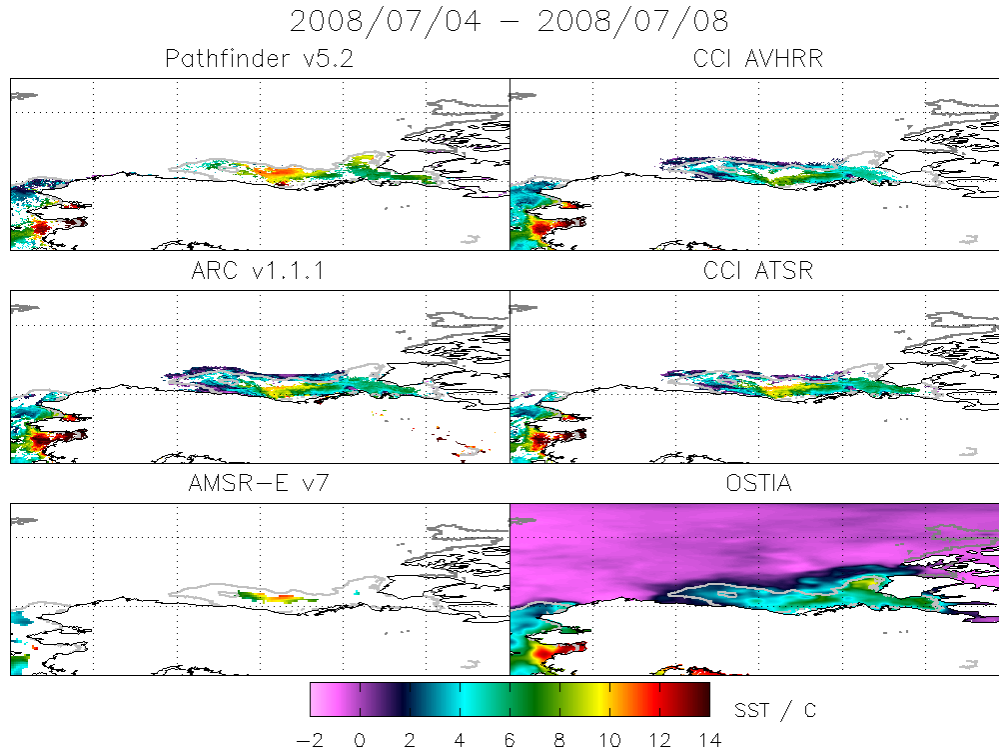 2008/07/04 – 2008/07/08
Pathfinder v5.2
CCI AVHRR
ARC v1.1.1
CCI ATSR
AMSR–E v7
OSTIA
−2 0 2 4 6 8 10 12 14 SST / C